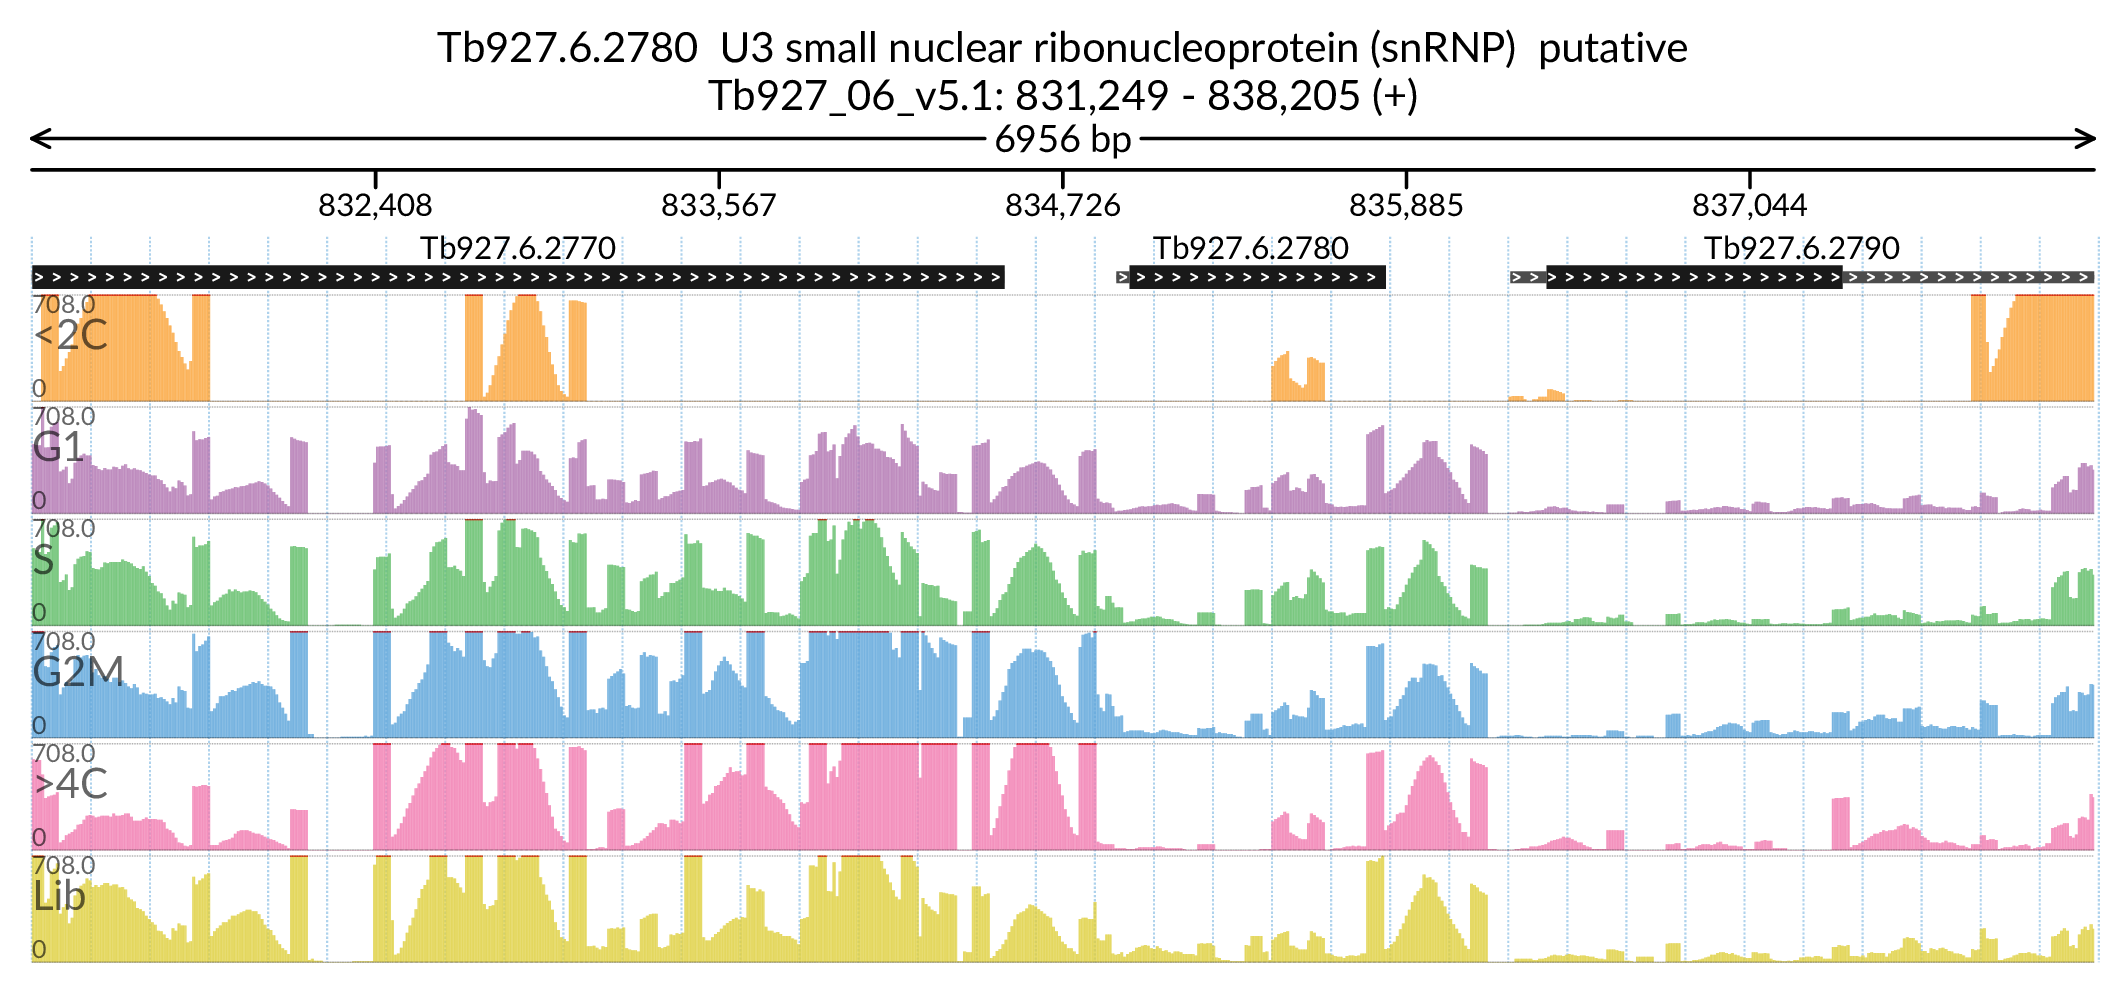 Tb927.6.2780  U3 small nuclear ribonucleoprotein (snRNP)  putative
Tb927_06_v5.1: 831,249 - 838,205 (+)
6956 bp
832,408 833,567 834,726 835,885 837,044
Tb927.6.2770 Tb927.6.2780 Tb927.6.2790
708.0
<2C
0
708.0
G1
0
708.0
S
0
708.0
G2M
0
708.0
>4C
0
708.0
Lib
0